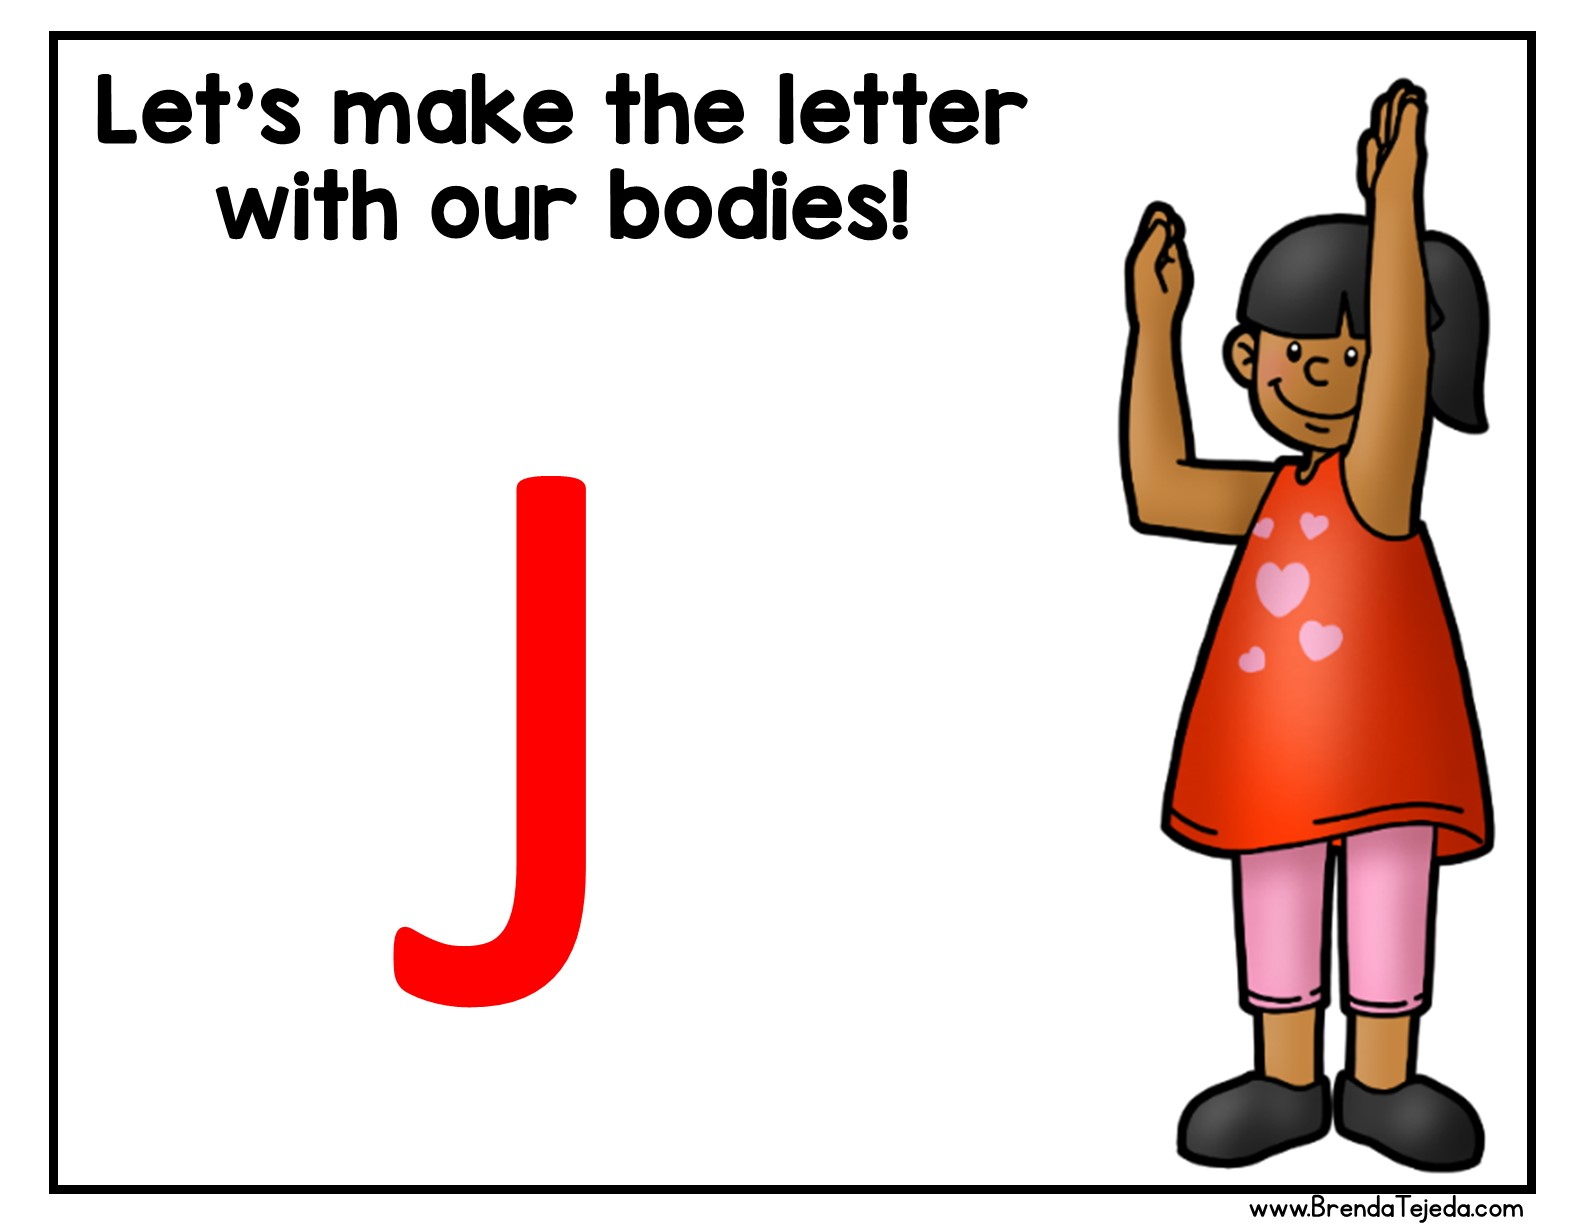 Let's make the letter
with our bodies!
J
www.BrendaTejeda.com